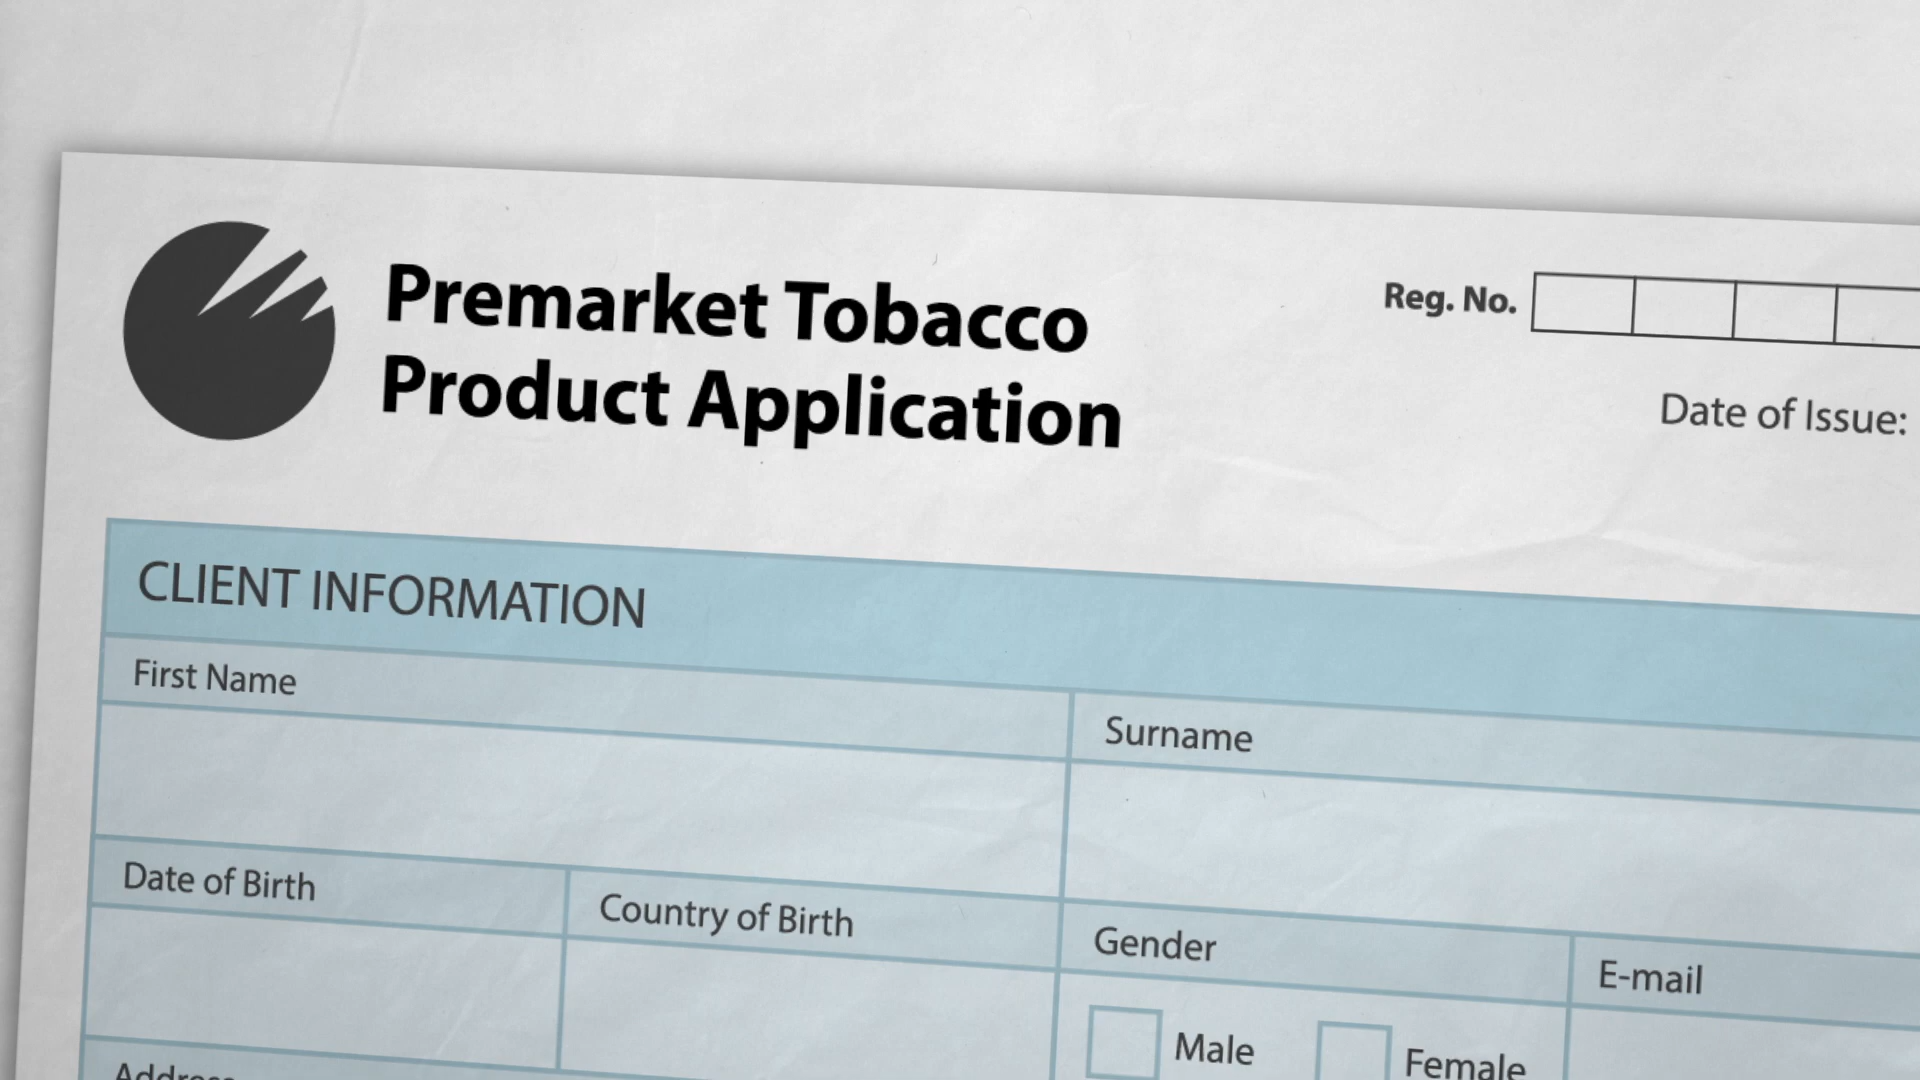 Premarket Tobacco
Product Application
Reg. No.
Date of Issue:
CLIENT INFORMATION
First Name
Surname
Date of Birth
Country of Birth
Gender
E-mail
Male
Female
Address